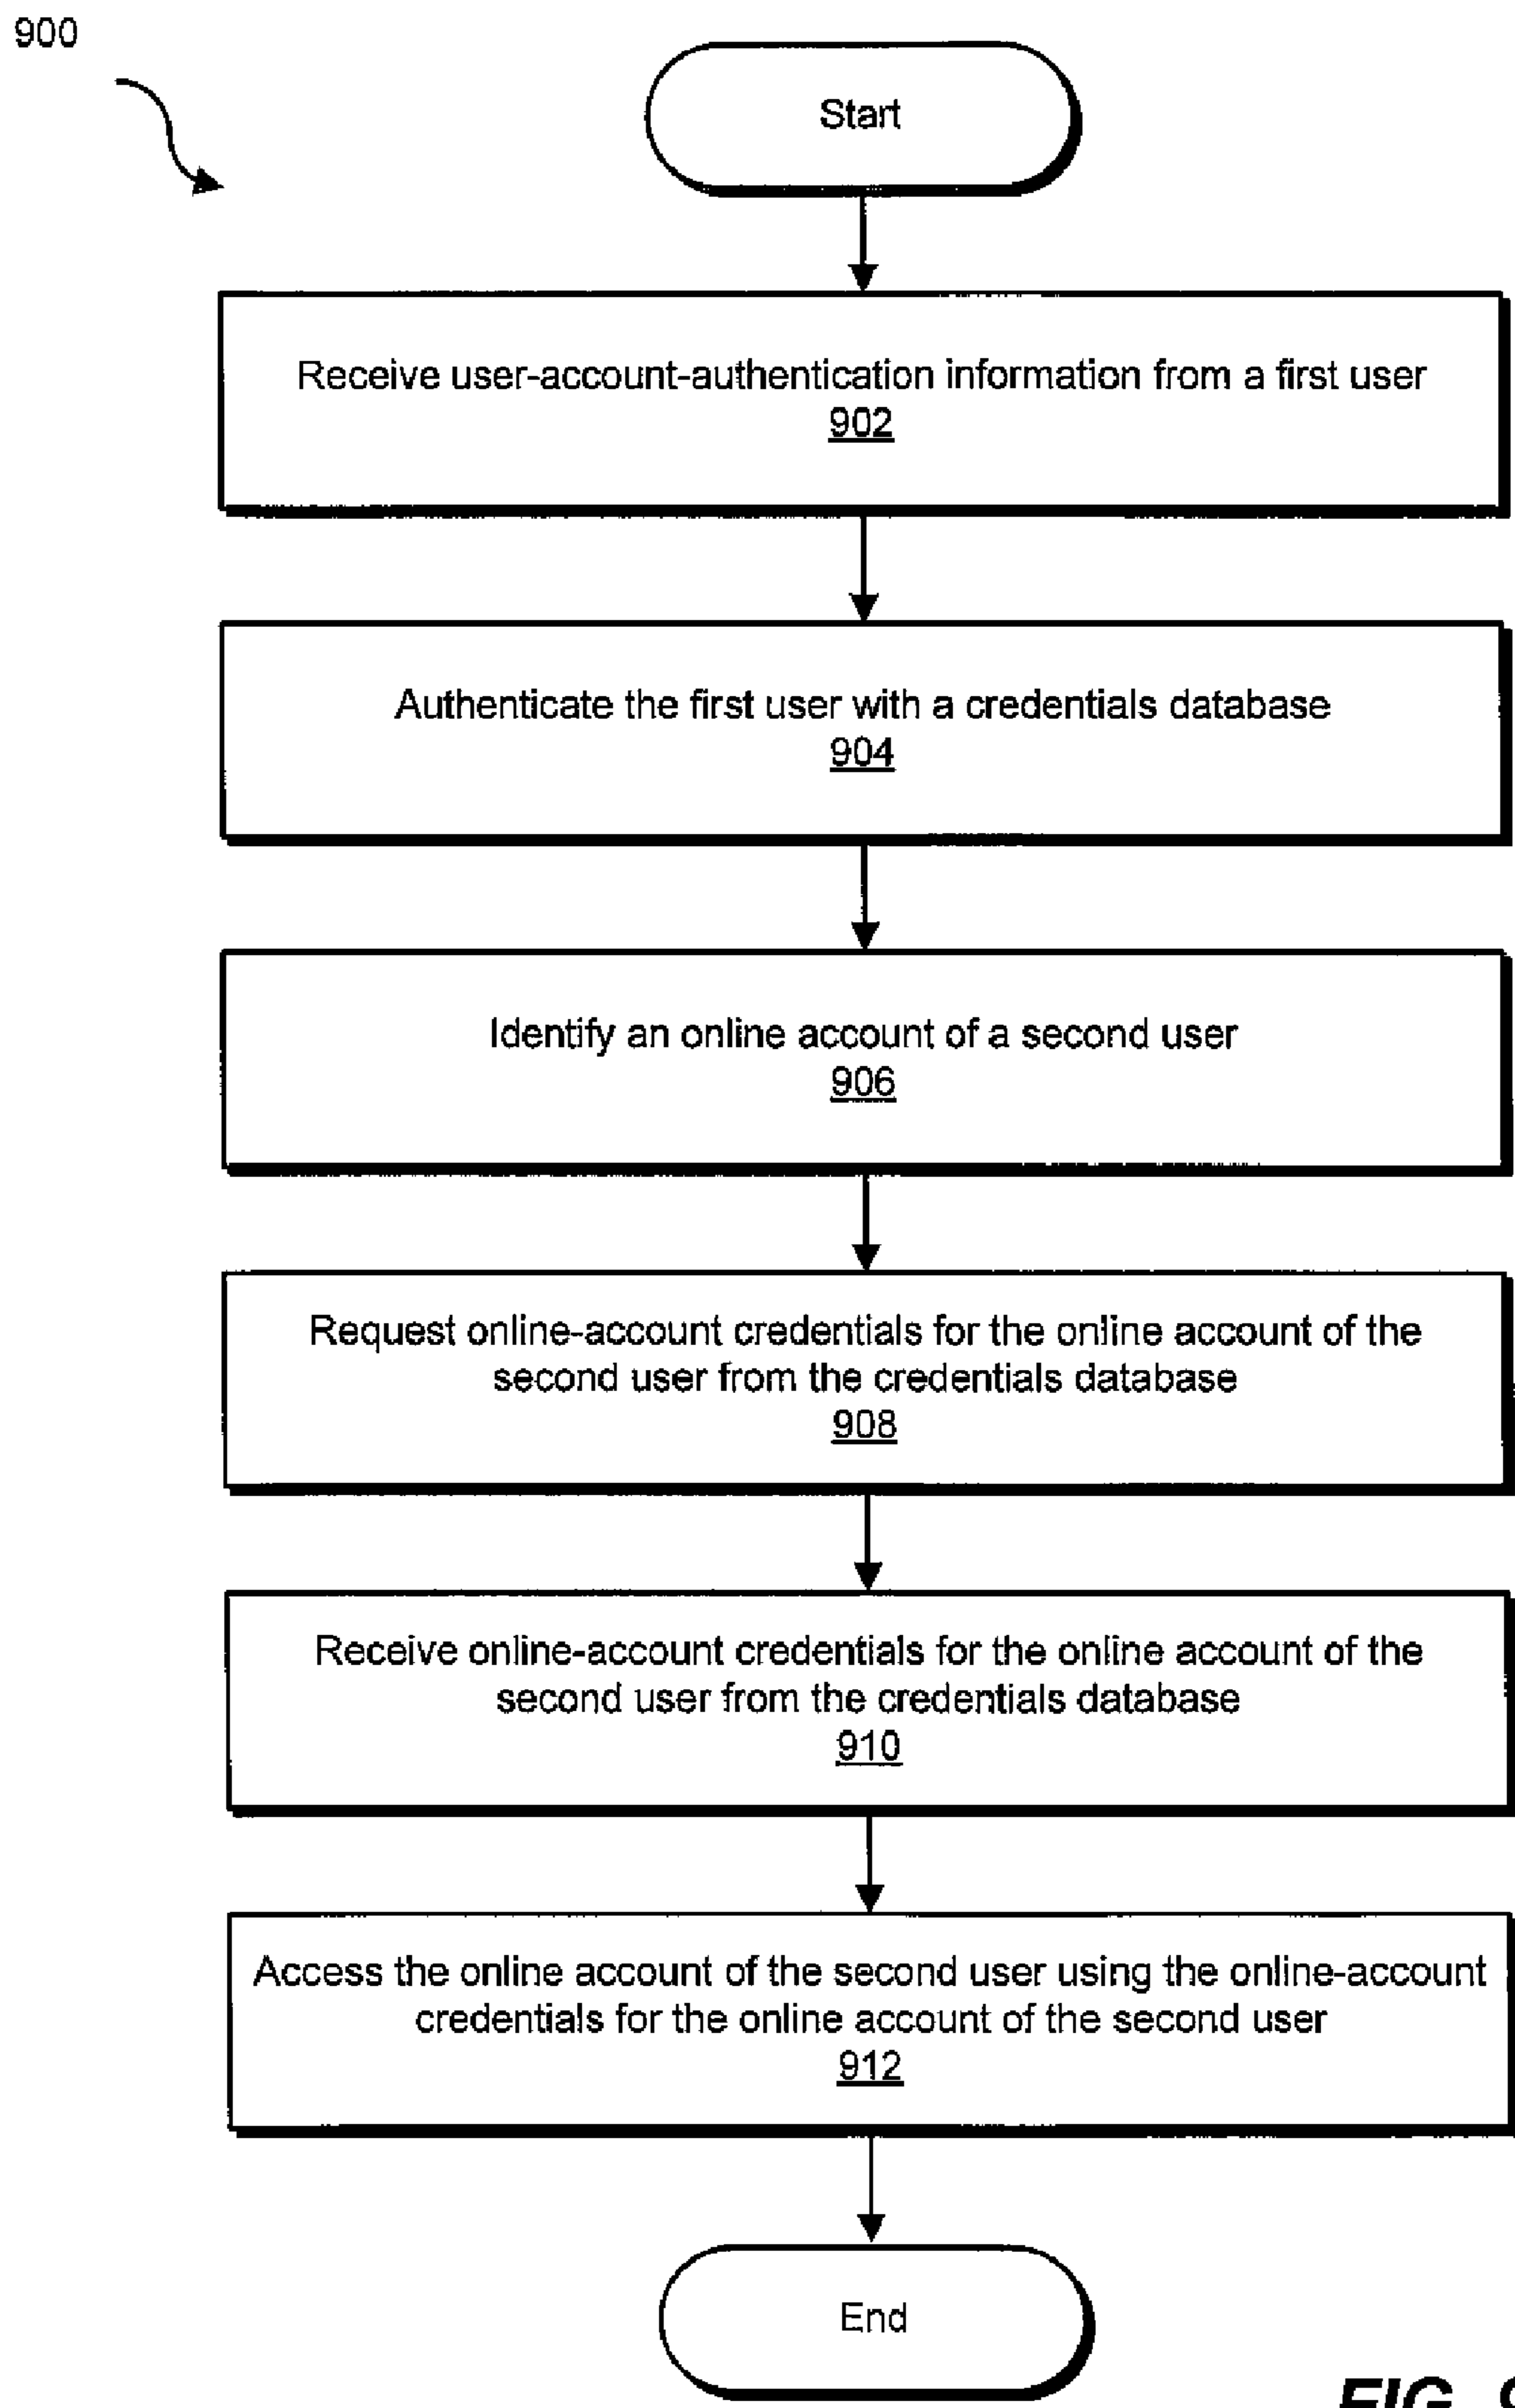 900
Start
Receive user-account-authentication information from a first user
902
Authenticate the first user with a credentials database
904
Identify an online account of a second user
906
Request online-account credentials for the online account of the
second user from the credentials database
908
Receive online-account credentials for the online account of the
second user from the credentials database
910
Access the online account of the second user using the online-account
credentials for the online account of the second user
912
End
FIG. 9